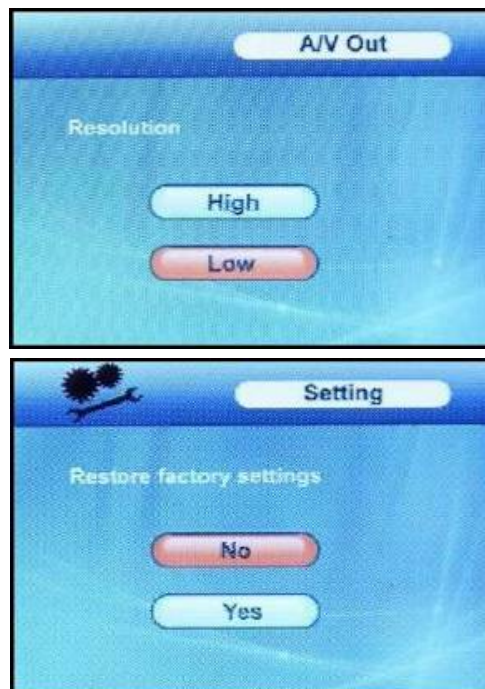 A/V Out
Resolution
High
Low
Setting
Restore factory settings
No
Yes